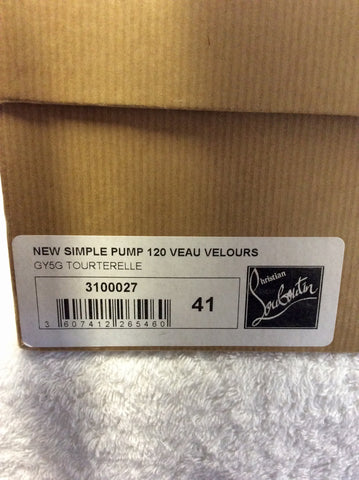 NEW SIMPLE PUMP 120 VEAU VELOURS
GY5G TOURTERELLE
3100027
3 607412 265460
41
Christian
Louboutin